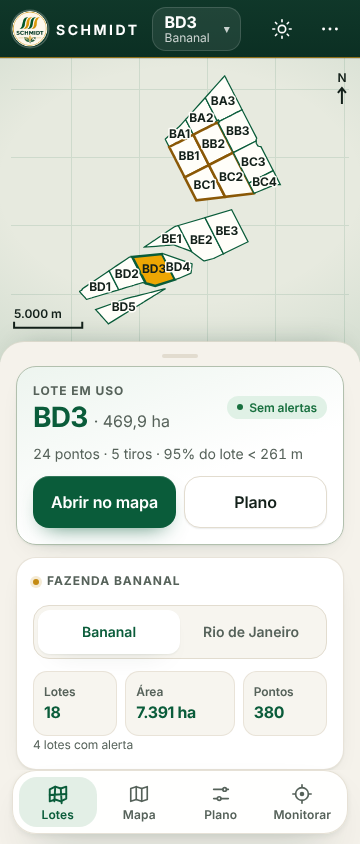 SCHMIDT
SCHMIDT
BD3
Bananal
N
BA3
BA2
BA1
BB3
BB2
BB1
BC3
BC2
BC4
BC1
BE3
BE1
BE2
BD3
BD4
BD2
BD1
BD5
5.000 m
LOTE EM USO
BD3 · 469,9 ha
Sem alertas
24 pontos · 5 tiros · 95% do lote < 261 m
Abrir no mapa
Plano
FAZENDA BANANAL
Bananal
Rio de Janeiro
Lotes
Área
Pontos
18
7.391 ha
380
4 lotes com alerta
Lotes
Mapa
Plano
Monitorar